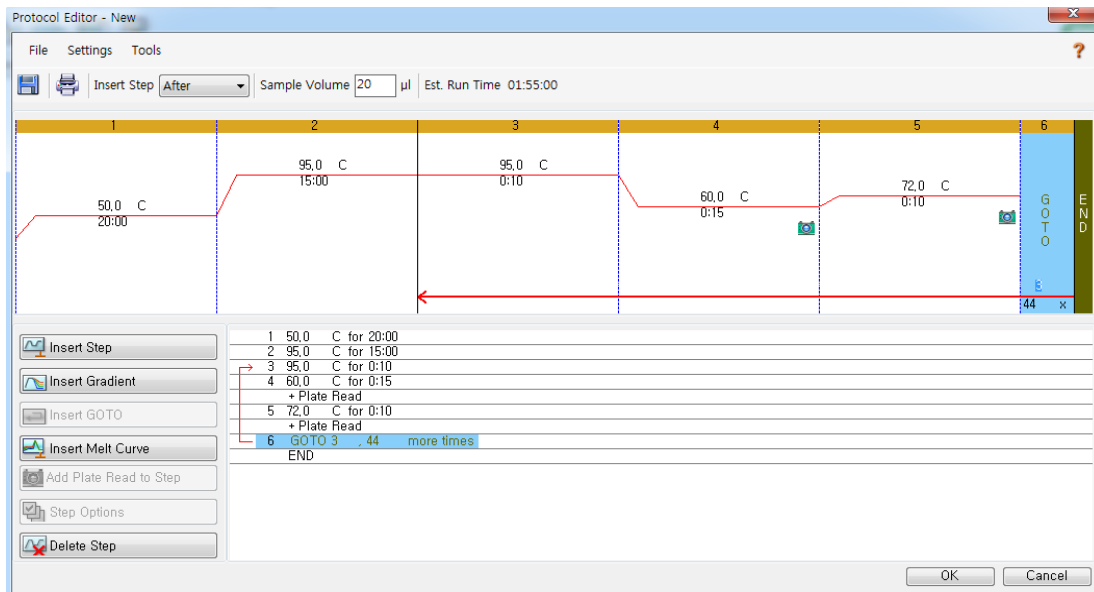 Protocol Editor - New
File Settings Tools
?
Insert Step After Sample Volume 20 µl Est. Run Time 01:55:00
1 2 3 4 5 6
50,0 C
20:00
95,0 C
15:00
95,0 C
0:10
60,0 C
0:15
72,0 C
0:10
GOTO
3
44 x
END
Insert Step
Insert Gradient
Insert GOTO
Insert Melt Curve
Add Plate Read to Step
Step Options
Delete Step
1 50,0 C for 20:00
2 95,0 C for 15:00
3 95,0 C for 0:10
4 60,0 C for 0:15
+ Plate Read
5 72,0 C for 0:10
+ Plate Read
6 GOTO 3 , 44 more times
END
OK Cancel